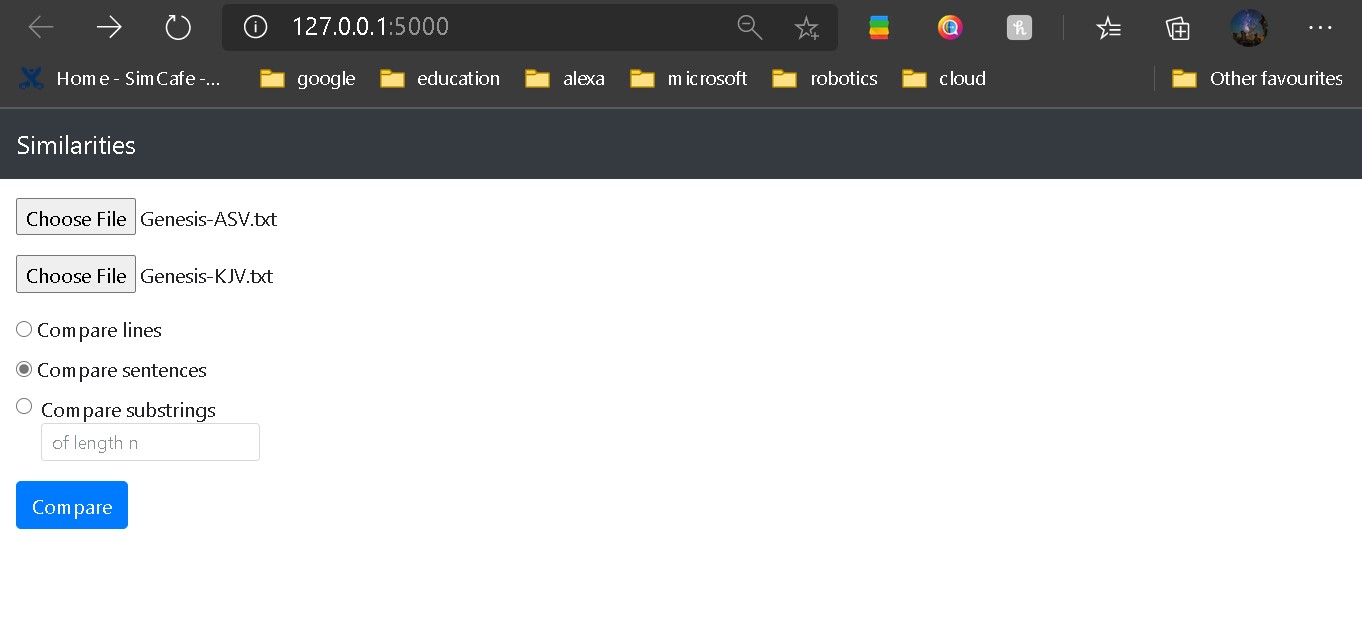 127.0.0.1:5000
Home - SimCafe -... google education alexa microsoft robotics cloud Other favourites
Similarities
Choose File Genesis-ASV.txt
Choose File Genesis-KJV.txt
Compare lines
Compare sentences
Compare substrings
of length n
Compare